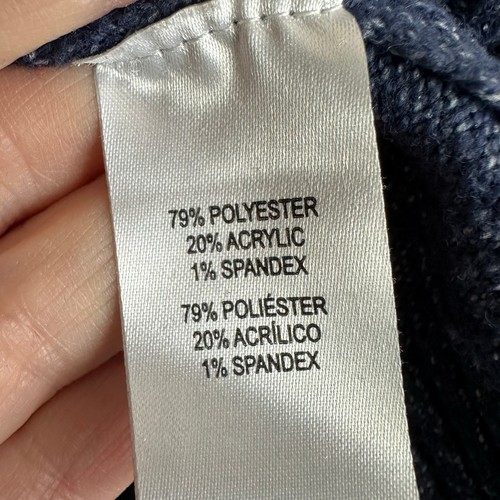 79% POLYESTER
20% ACRYLIC
1% SPANDEX
79% POLIÉSTER
20% ACRÍLICO
1% SPANDEX